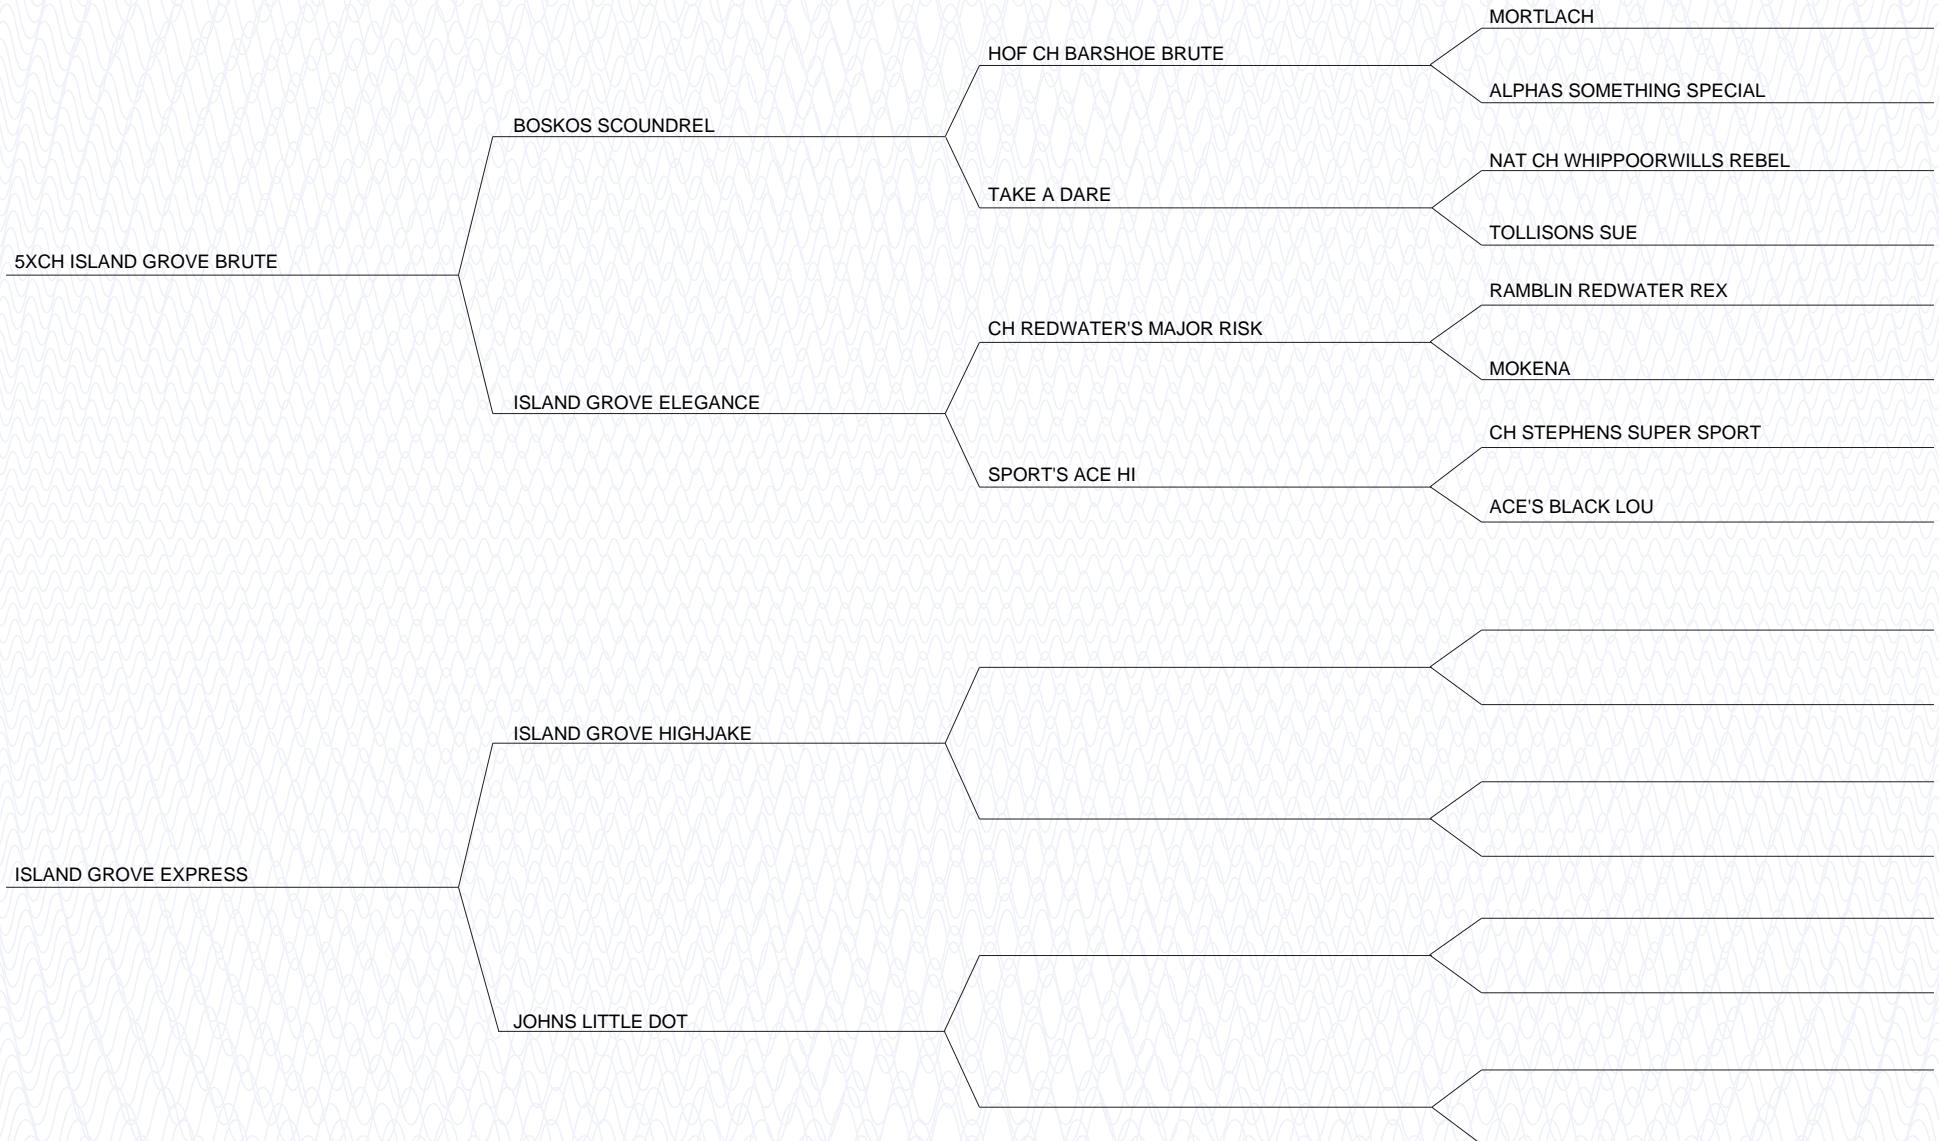 MORTLACH
HOF CH BARSHOE BRUTE
ALPHAS SOMETHING SPECIAL
BOSKOS SCOUNDREL
NAT CH WHIPPOORWILLS REBEL
TAKE A DARE
TOLLISONS SUE
5XCH ISLAND GROVE BRUTE
RAMBLIN REDWATER REX
CH REDWATER'S MAJOR RISK
MOKENA
ISLAND GROVE ELEGANCE
CH STEPHENS SUPER SPORT
SPORT'S ACE HI
ACE'S BLACK LOU
ISLAND GROVE HIGHJAKE
ISLAND GROVE EXPRESS
JOHNS LITTLE DOT